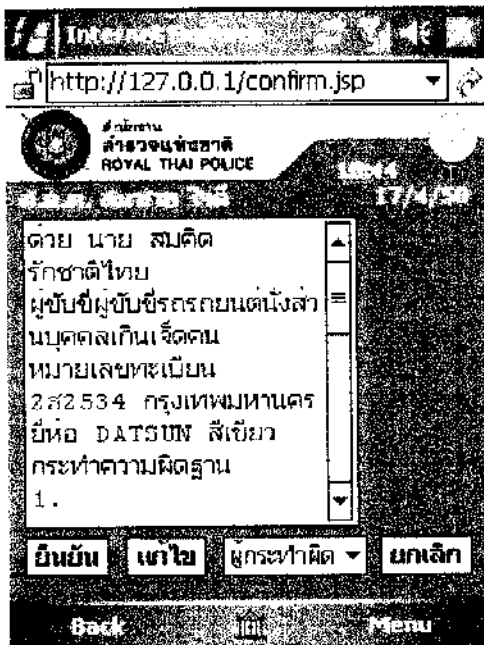 Internet
http://127.0.0.1/confirm.jsp
สำนักงาน
ตำรวจแห่งชาติ
ROYAL THAI POLICE
17/4/50
ด้วย นาย สมคิด
รักชาติไทย
ผู้ขับขี่ผู้ขับขี่รถรถยนต์นั่งส่ว
นบุคคลเกินเจ็ดคน
หมายเลขทะเบียน
2ส2534 กรุงเทพมหานคร
ยี่ห้อ DATSUN สีเขียว
กระทำความผิดฐาน
1.
ยืนยัน แก้ไข ผู้กระทำผิด ยกเลิก
Back Menu